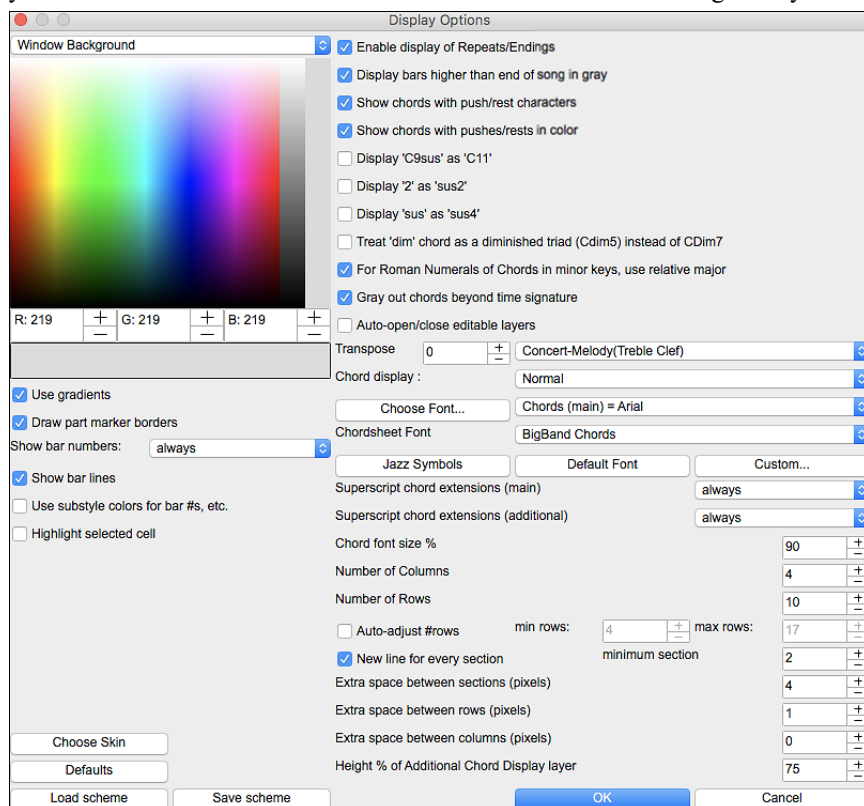 Display Options
Window Background
R: 219 G: 219 B: 219
Use gradients
Draw part marker borders
Show bar numbers: always
Show bar lines
Use substyle colors for bar #s, etc.
Highlight selected cell
Choose Skin
Defaults
Load scheme Save scheme
Enable display of Repeats/Endings
Display bars higher than end of song in gray
Show chords with push/rest characters
Show chords with pushes/rests in color
Display 'C9sus' as 'C11'
Display '2' as 'sus2'
Display 'sus' as 'sus4'
Treat 'dim' chord as a diminished triad (Cdim5) instead of CDim7
For Roman Numerals of Chords in minor keys, use relative major
Gray out chords beyond time signature
Auto-open/close editable layers
Transpose 0 Concert-Melody(Treble Clef)
Chord display : Normal
Choose Font... Chords (main) = Arial
Chordsheet Font BigBand Chords
Jazz Symbols Default Font Custom...
Superscript chord extensions (main) always
Superscript chord extensions (additional) always
Chord font size % 90
Number of Columns 4
Number of Rows 10
Auto-adjust #rows min rows: 4 max rows: 17
New line for every section minimum section 2
Extra space between sections (pixels) 4
Extra space between rows (pixels) 1
Extra space between columns (pixels) 0
Height % of Additional Chord Display layer 75
OK Cancel